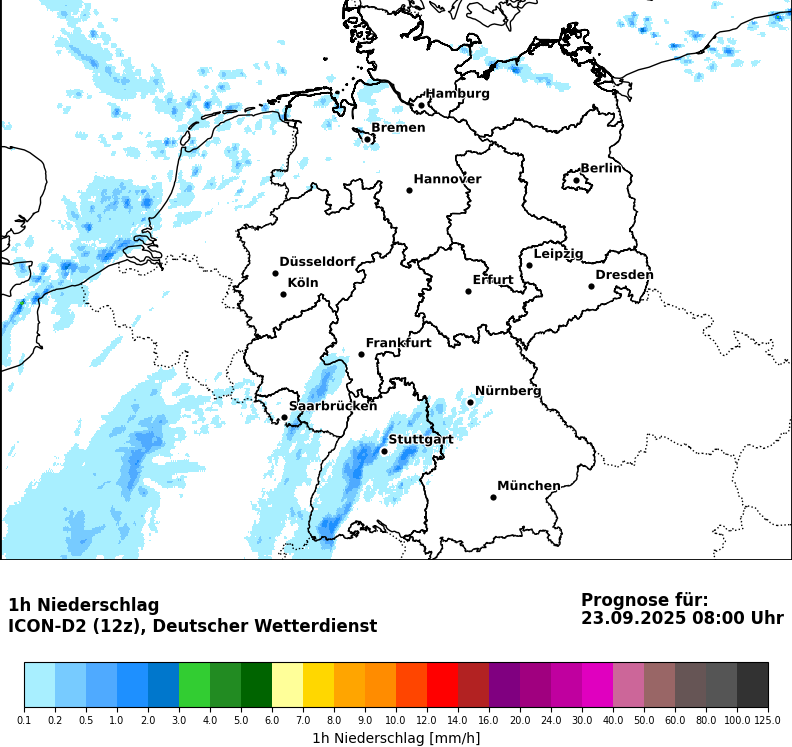 Hamburg
Bremen
Berlin
Hannover
Leipzig
Düsseldorf
Dresden
Köln
Erfurt
Frankfurt
Nürnberg
Saarbrücken
Stuttgart
München
1h Niederschlag
ICON-D2 (12z), Deutscher Wetterdienst
Prognose für:
23.09.2025 08:00 Uhr
0.1 0.2 0.5 1.0 2.0 3.0 4.0 5.0 6.0 7.0 8.0 9.0 10.0 12.0 14.0 16.0 20.0 24.0 30.0 40.0 50.0 60.0 80.0 100.0 125.0
1h Niederschlag [mm/h]